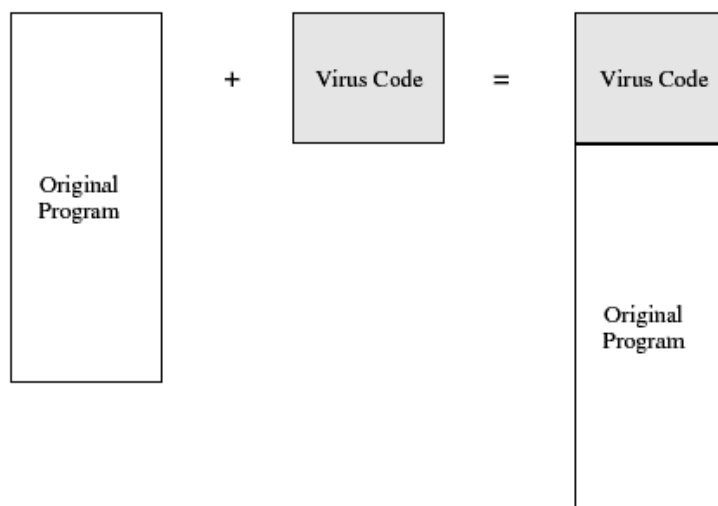 +
Virus Code
=
Virus Code
Original
Program
Original
Program